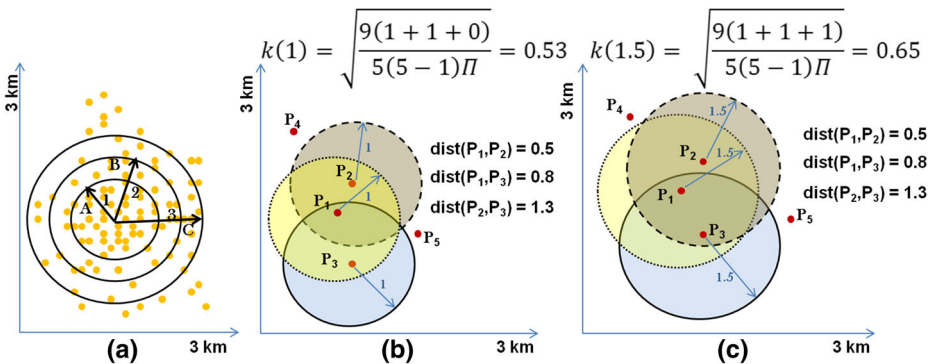 3 km
A
1
B
2
3
C
(a)
3 km
k(1) = √(9(1 + 1 + 0) / 5(5 − 1)Π) = 0.53
3 km
P4
1
P2
P1
1
P3
1
P5
dist(P1,P2) = 0.5
dist(P1,P3) = 0.8
dist(P2,P3) = 1.3
(b)
3 km
k(1.5) = √(9(1 + 1 + 1) / 5(5 − 1)Π) = 0.65
3 km
P4
1.5
P2
1.5
P1
P3
1.5
P5
dist(P1,P2) = 0.5
dist(P1,P3) = 0.8
dist(P2,P3) = 1.3
(c)
3 km